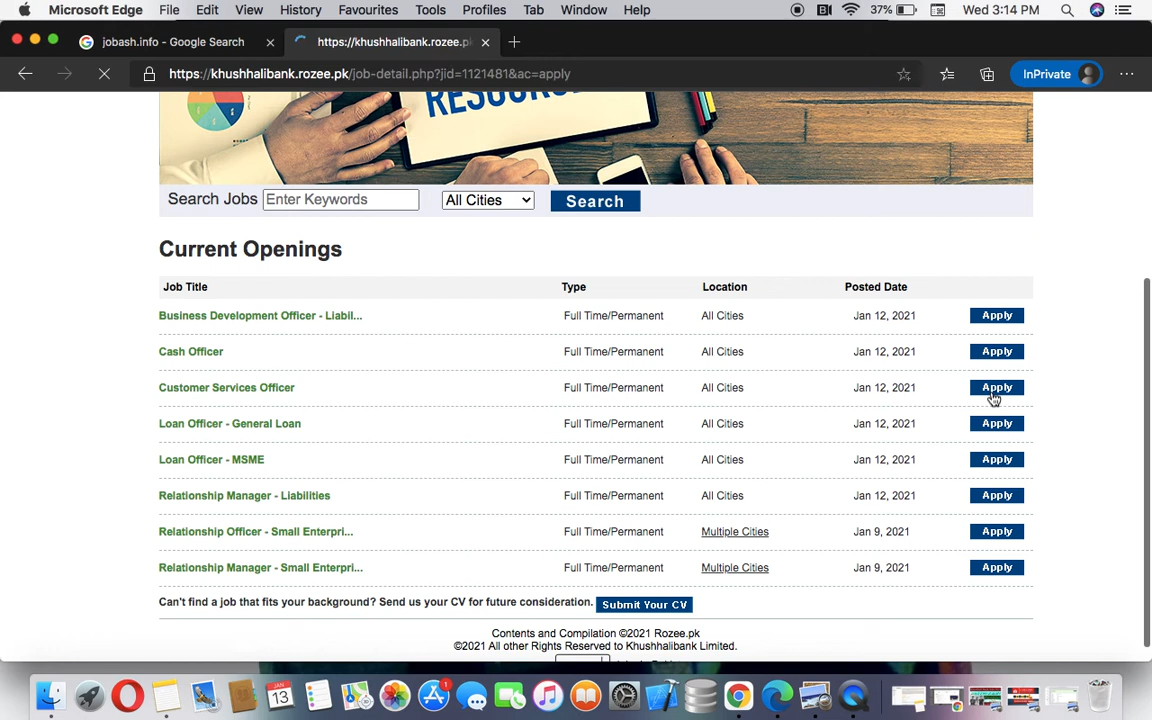 Microsoft Edge File Edit View History Favourites Tools Profiles Tab Window Help 37% Wed 3:14 PM
jobash.info - Google Search https://khushhalibank.rozee.p
https://khushhalibank.rozee.pk/job-detail.php?jid=1121481&ac=apply InPrivate
Search Jobs Enter Keywords All Cities Search
Current Openings
Job Title Type Location Posted Date
Business Development Officer - Liabil... Full Time/Permanent All Cities Jan 12, 2021 Apply
Cash Officer Full Time/Permanent All Cities Jan 12, 2021 Apply
Customer Services Officer Full Time/Permanent All Cities Jan 12, 2021 Apply
Loan Officer - General Loan Full Time/Permanent All Cities Jan 12, 2021 Apply
Loan Officer - MSME Full Time/Permanent All Cities Jan 12, 2021 Apply
Relationship Manager - Liabilities Full Time/Permanent All Cities Jan 12, 2021 Apply
Relationship Officer - Small Enterpri... Full Time/Permanent Multiple Cities Jan 9, 2021 Apply
Relationship Manager - Small Enterpri... Full Time/Permanent Multiple Cities Jan 9, 2021 Apply
Can't find a job that fits your background? Send us your CV for future consideration. Submit Your CV
Contents and Compilation ©2021 Rozee.pk
©2021 All other Rights Reserved to Khushhalibank Limited.
JAN
13
1